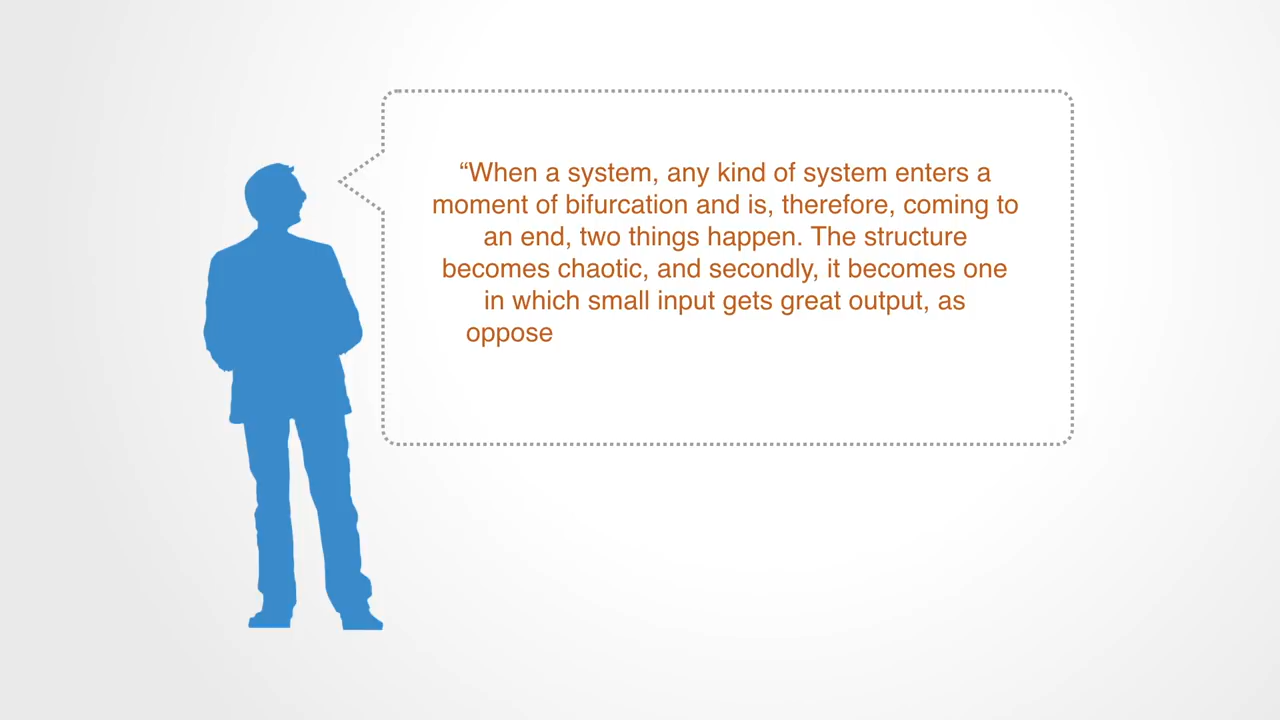 “When a system, any kind of system enters a
moment of bifurcation and is, therefore, coming to
an end, two things happen. The structure
becomes chaotic, and secondly, it becomes one
in which small input gets great output, as
oppose